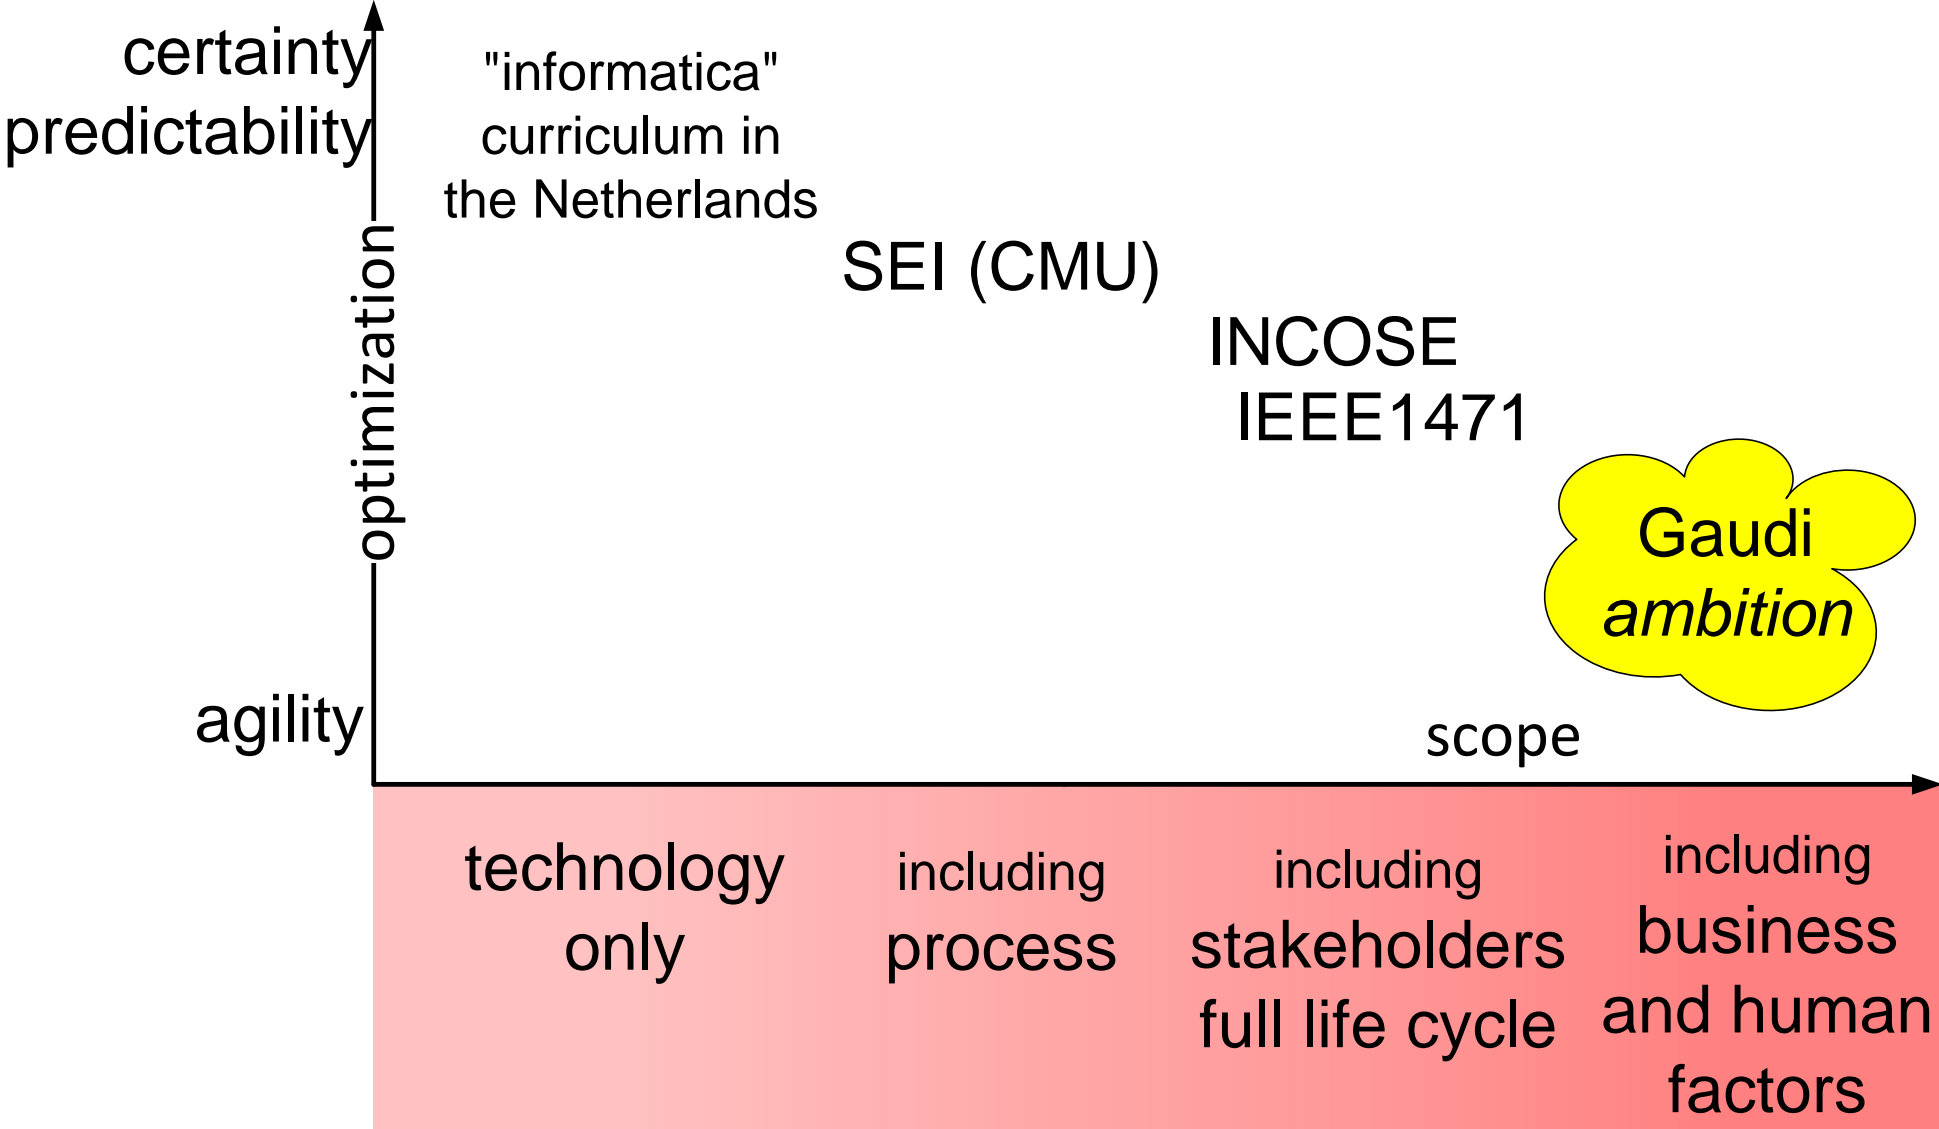 certainty
predictability
optimization
agility
"informatica"
curriculum in
the Netherlands
SEI (CMU)
INCOSE
IEEE1471
Gaudi
ambition
scope
technology
only
including
process
including
stakeholders
full life cycle
including
business
and human
factors